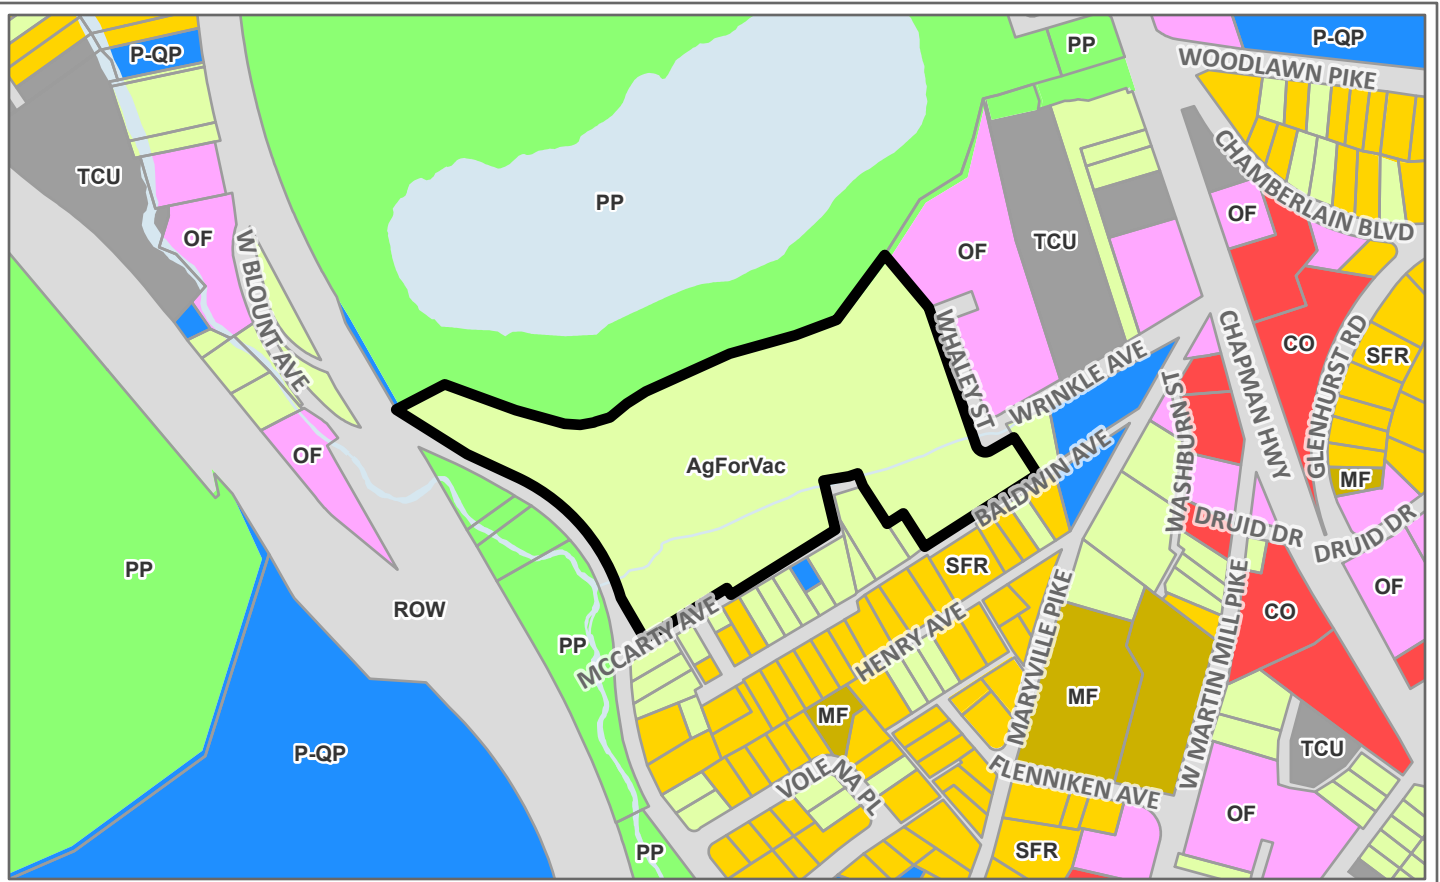 P-QP
PP
P-QP
WOODLAWN PIKE
TCU
PP
CHAMBERLAIN BLVD
OF
W BLOUNT AVE
OF
TCU
OF
WHALEY ST
WRINKLE AVE
CHAPMAN HWY
CO
GLENHURST RD
SFR
OF
AgForVac
BALDWIN AVE
WASHBURN ST
MF
DRUID DR
DRUID DR
PP
ROW
SFR
OF
CO
PP
MCCARTY AVE
HENRY AVE
MARYVILLE PIKE
W MARTIN MILL PIKE
MF
MF
P-QP
TCU
VOLENA PL
FLENNIKEN AVE
OF
PP
SFR